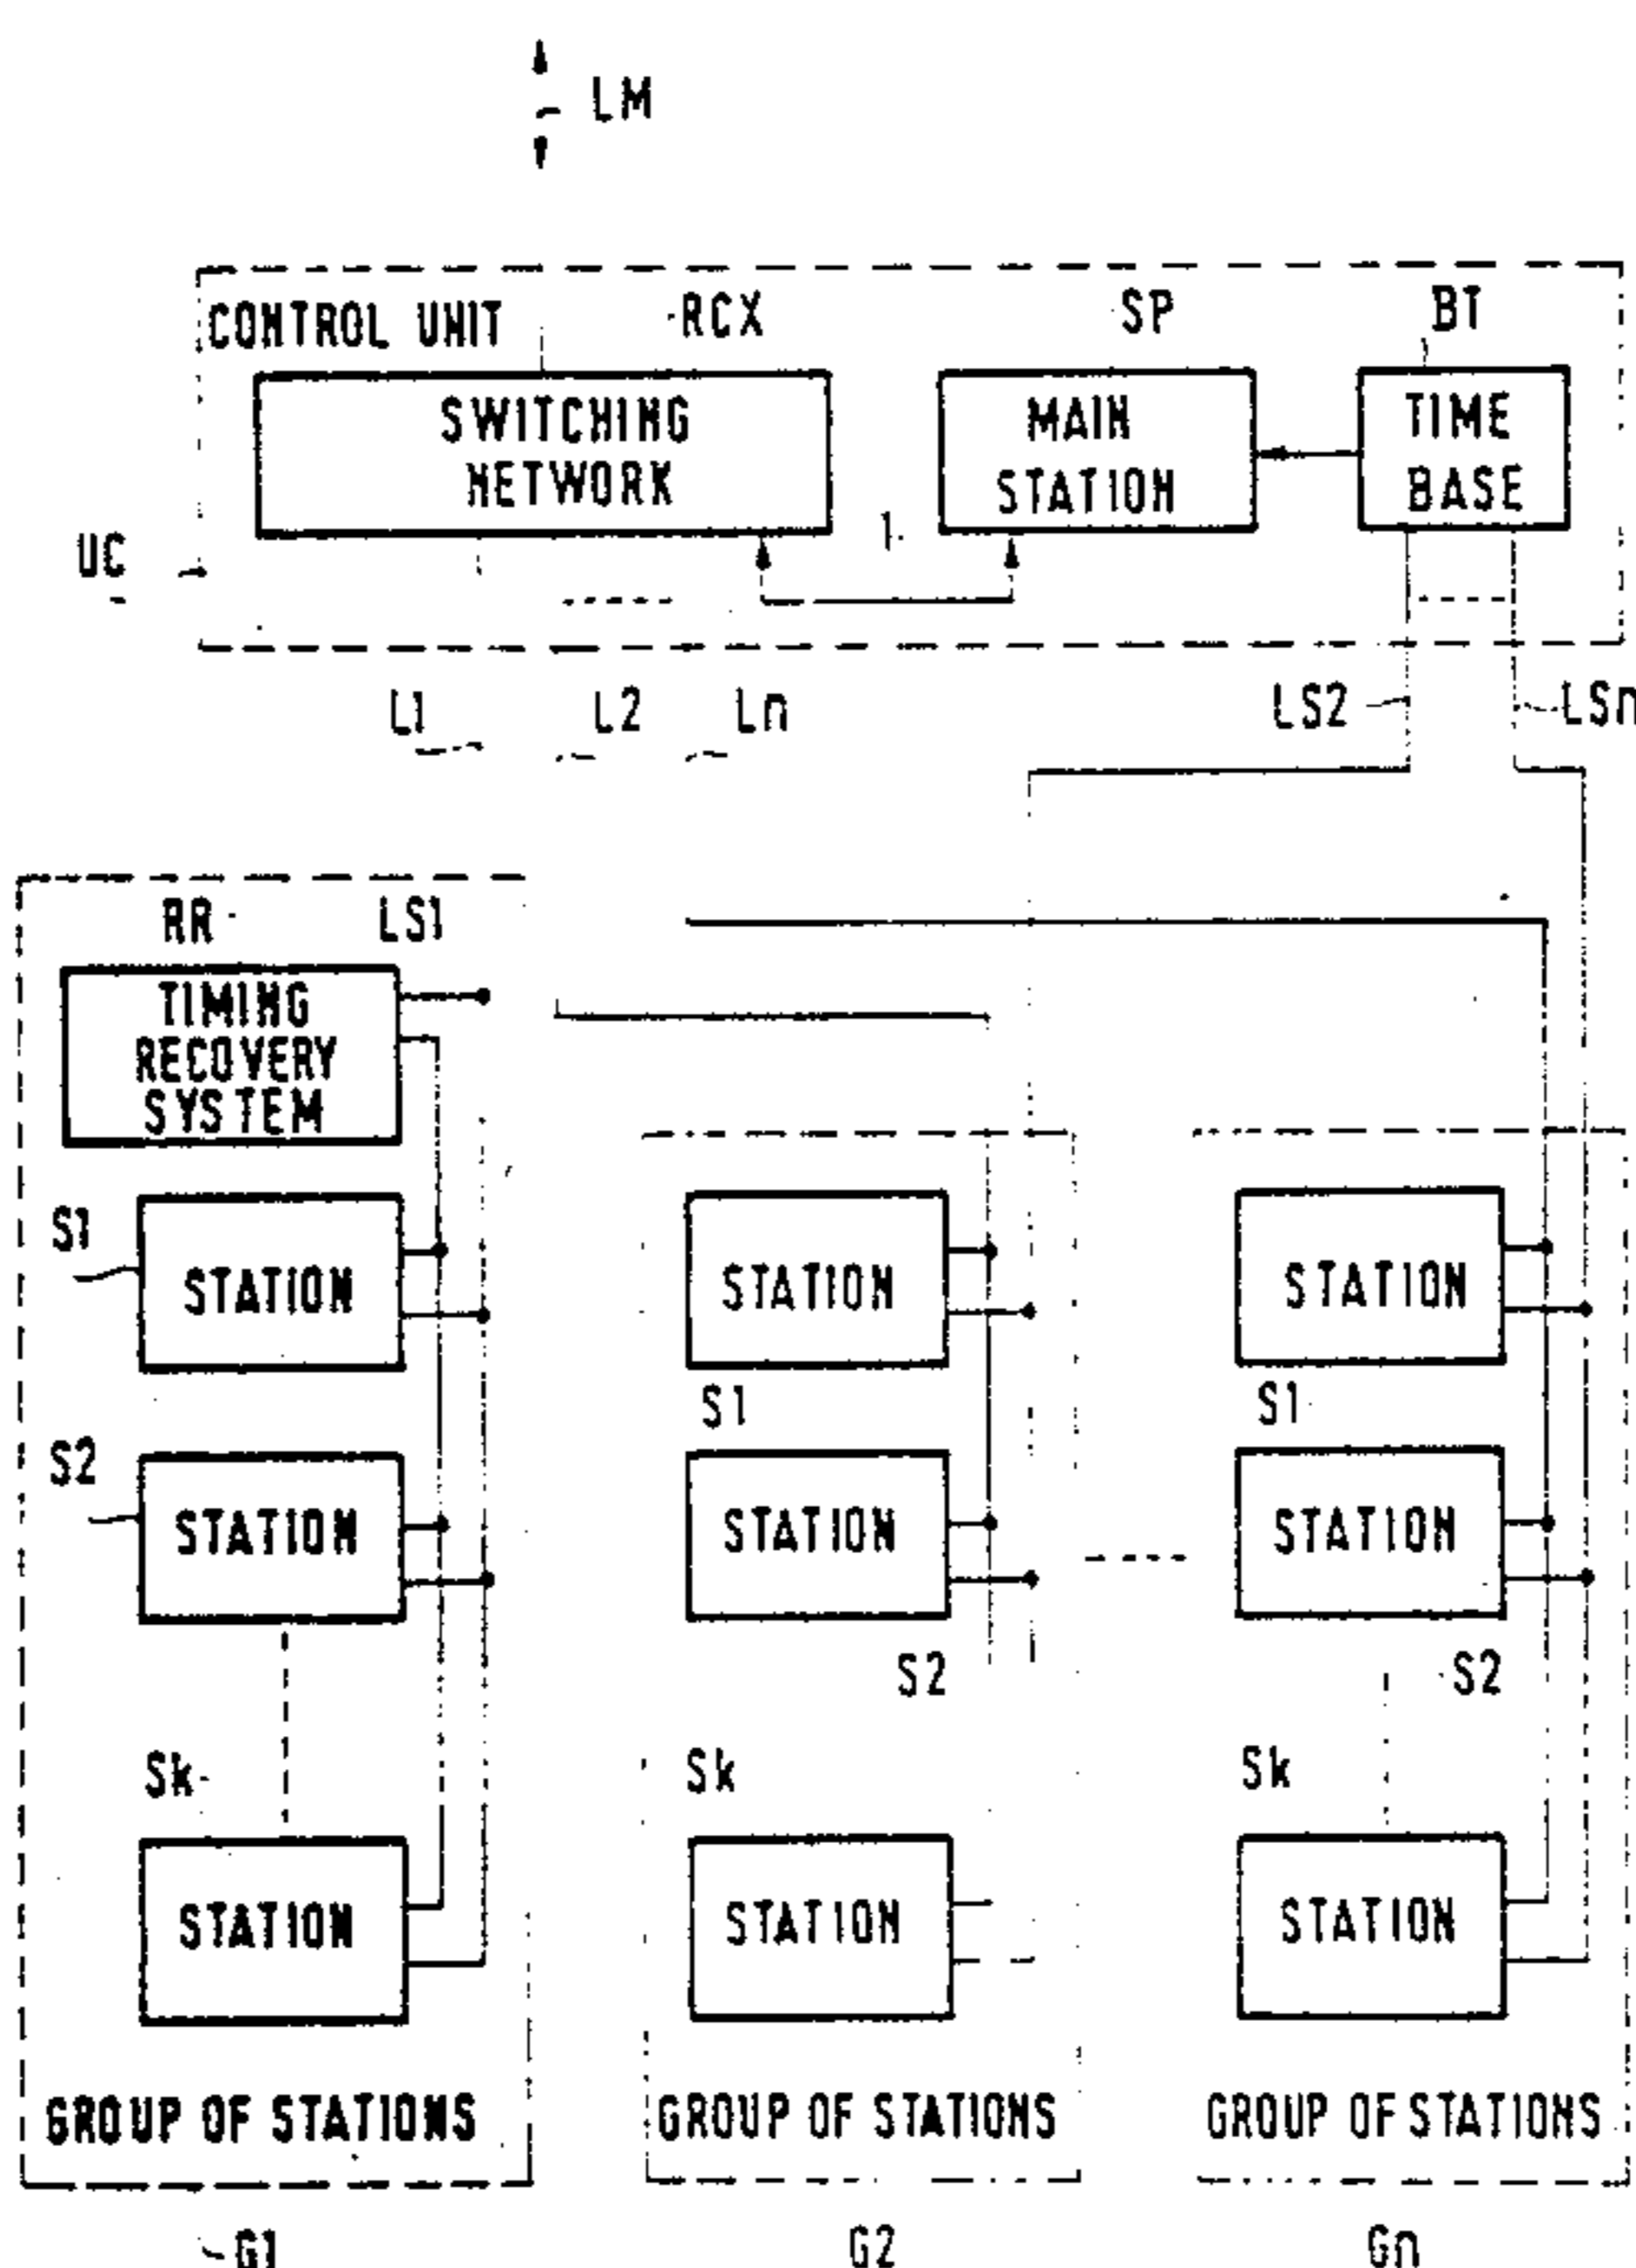 LM
CONTROL UNIT
RCX
SP
BT
SWITCHING
NETWORK
MAIN
STATION
TIME
BASE
UC
1
L1
L2
Ln
LS2
LSn
RR
LS1
TIMING
RECOVERY
SYSTEM
S1
STATION
STATION
STATION
S1
S1
S2
STATION
STATION
STATION
S2
S2
Sk
Sk
Sk
STATION
STATION
STATION
GROUP OF STATIONS
GROUP OF STATIONS
GROUP OF STATIONS
G1
G2
Gn